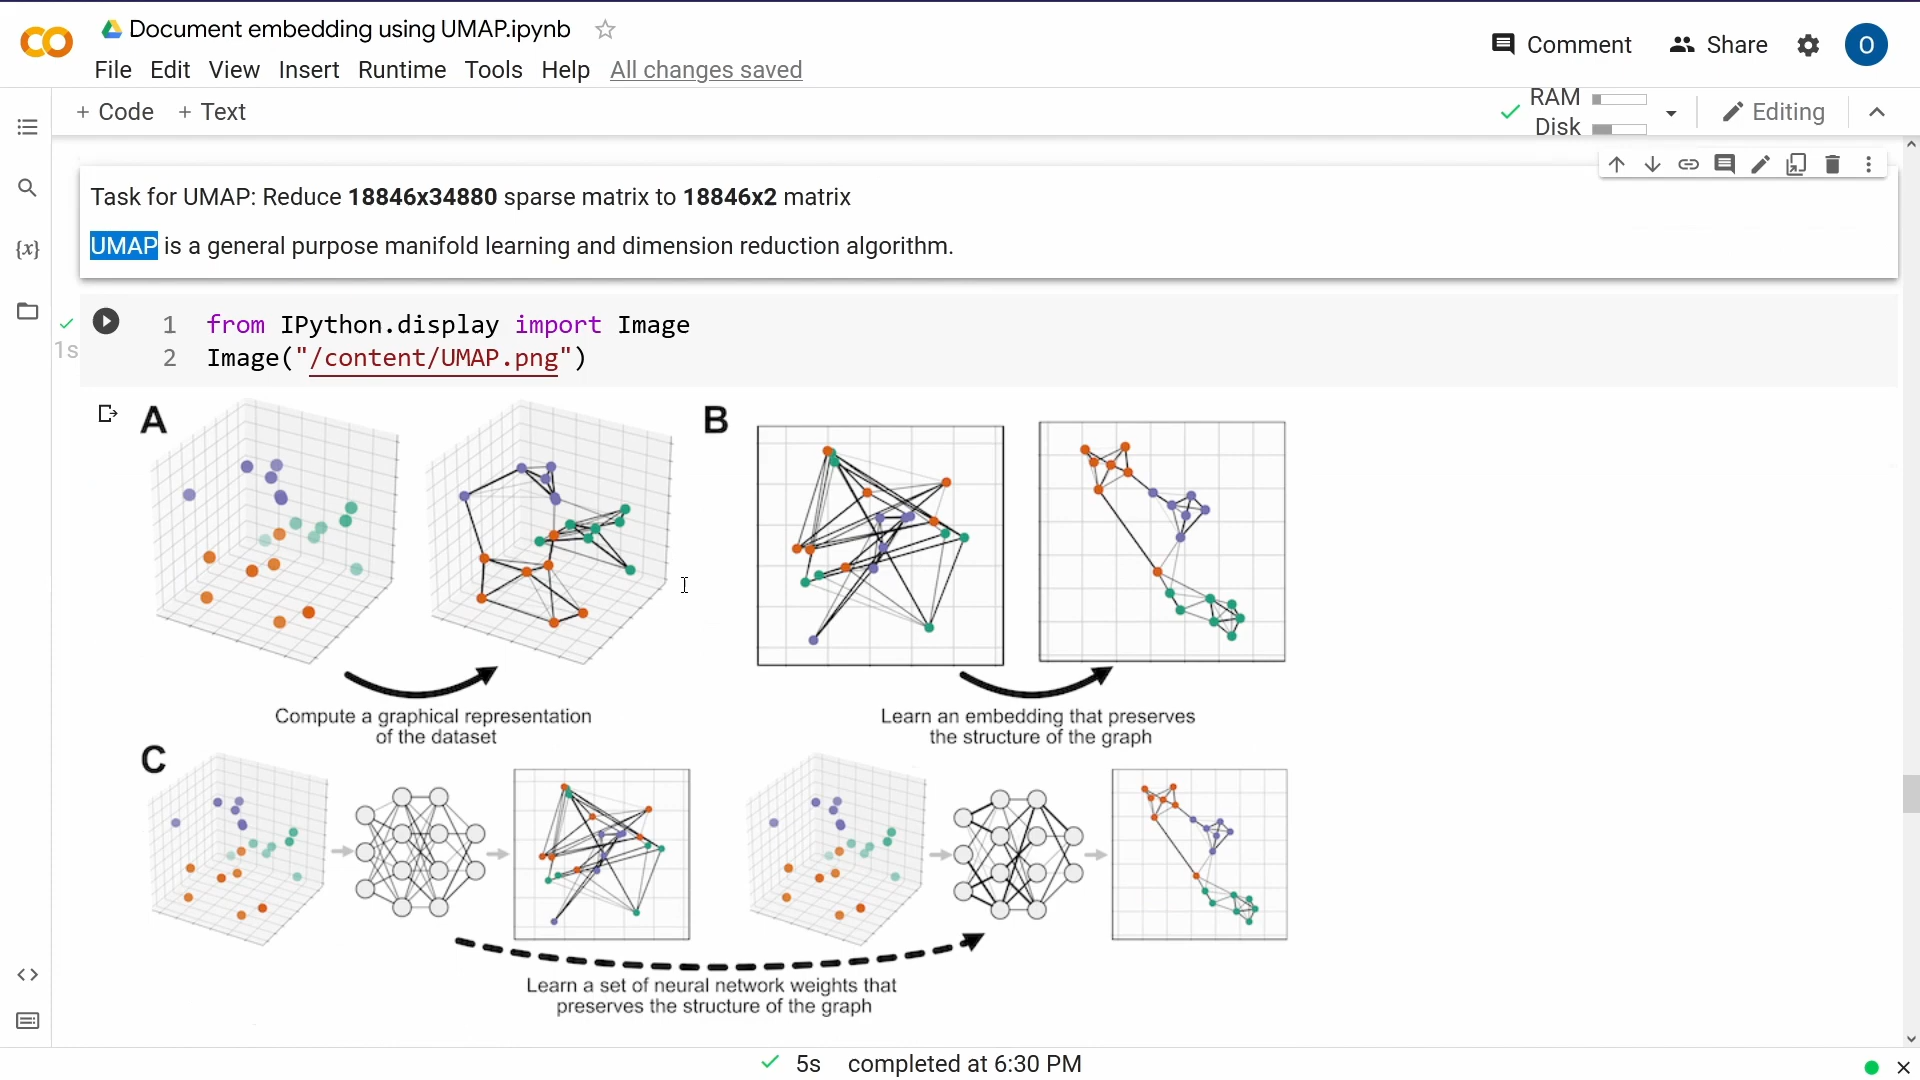 Document embedding using UMAP.ipynb
Comment
Share
O
File Edit View Insert Runtime Tools Help All changes saved
+ Code + Text
RAM
Disk
Editing
Task for UMAP: Reduce 18846x34880 sparse matrix to 18846x2 matrix
UMAP is a general purpose manifold learning and dimension reduction algorithm.
{x}
1s
1 from IPython.display import Image
2 Image("/content/UMAP.png")
A
B
Compute a graphical representation
of the dataset
Learn an embedding that preserves
the structure of the graph
C
Learn a set of neural network weights that
preserves the structure of the graph
5s completed at 6:30 PM